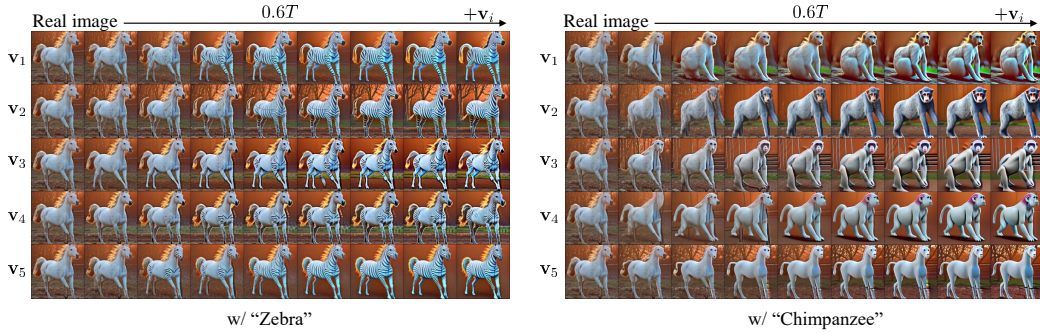 Real image 0.6T +v_i
v_1
v_2
v_3
v_4
v_5
w/ “Zebra”
Real image 0.6T +v_i
v_1
v_2
v_3
v_4
v_5
w/ “Chimpanzee”